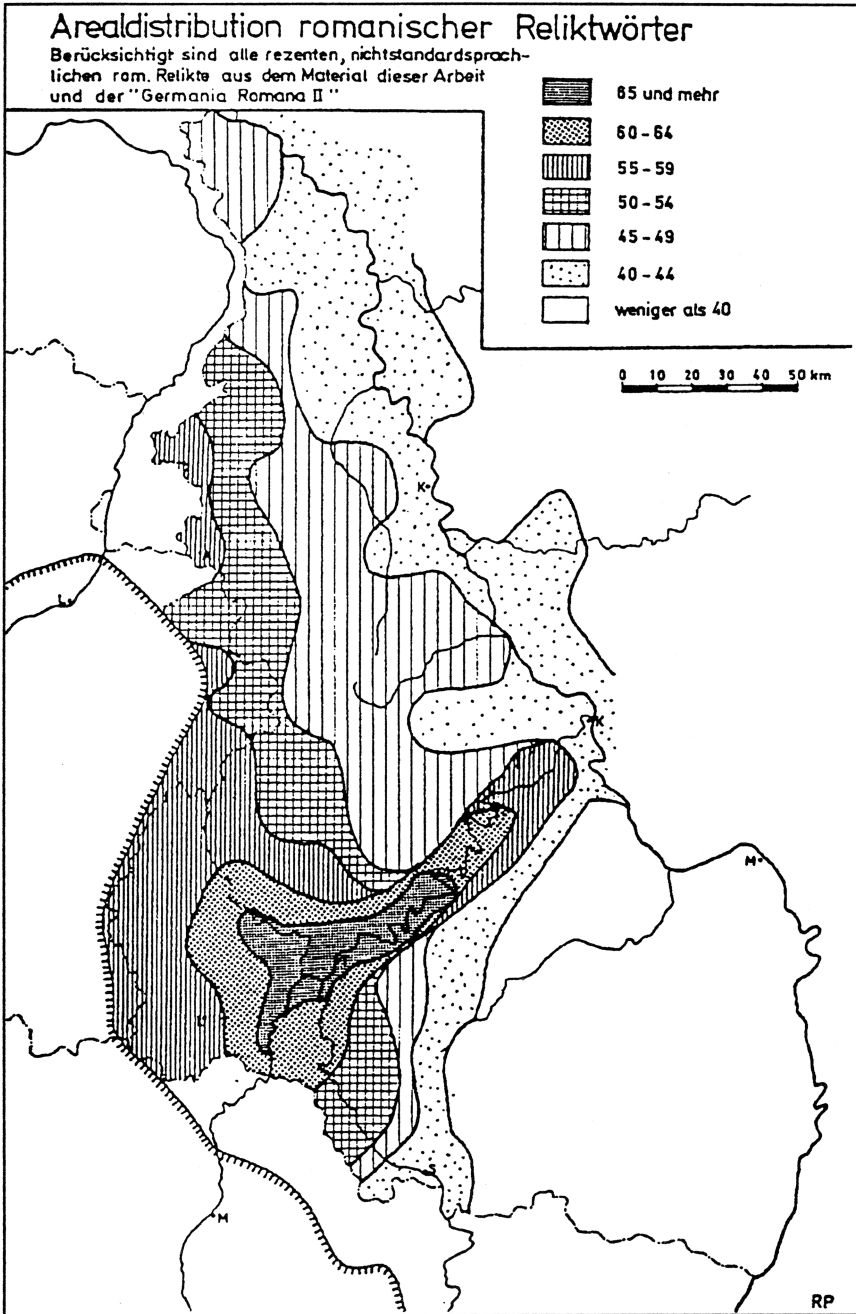 Arealdistribution romanischer Reliktwörter
Berücksichtigt sind alle rezenten, nichtstandardsprach-
lichen rom. Relikte aus dem Material dieser Arbeit
und der "Germania Romana II"
65 und mehr
60-64
55-59
50-54
45-49
40-44
weniger als 40
0 10 20 30 40 50 km
K
L
K
M
L
S
M
RP